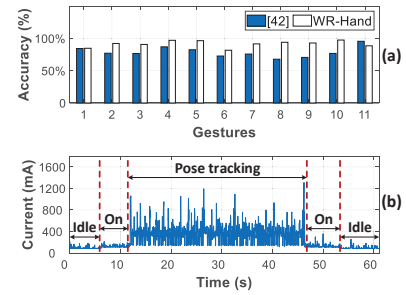 [42] WR-Hand
Accuracy (%)
100%
50%
0
1 2 3 4 5 6 7 8 9 10 11
Gestures
(a)
Current (mA)
1600
1200
800
400
0
Pose tracking
Idle On On Idle
0 10 20 30 40 50 60
Time (s)
(b)